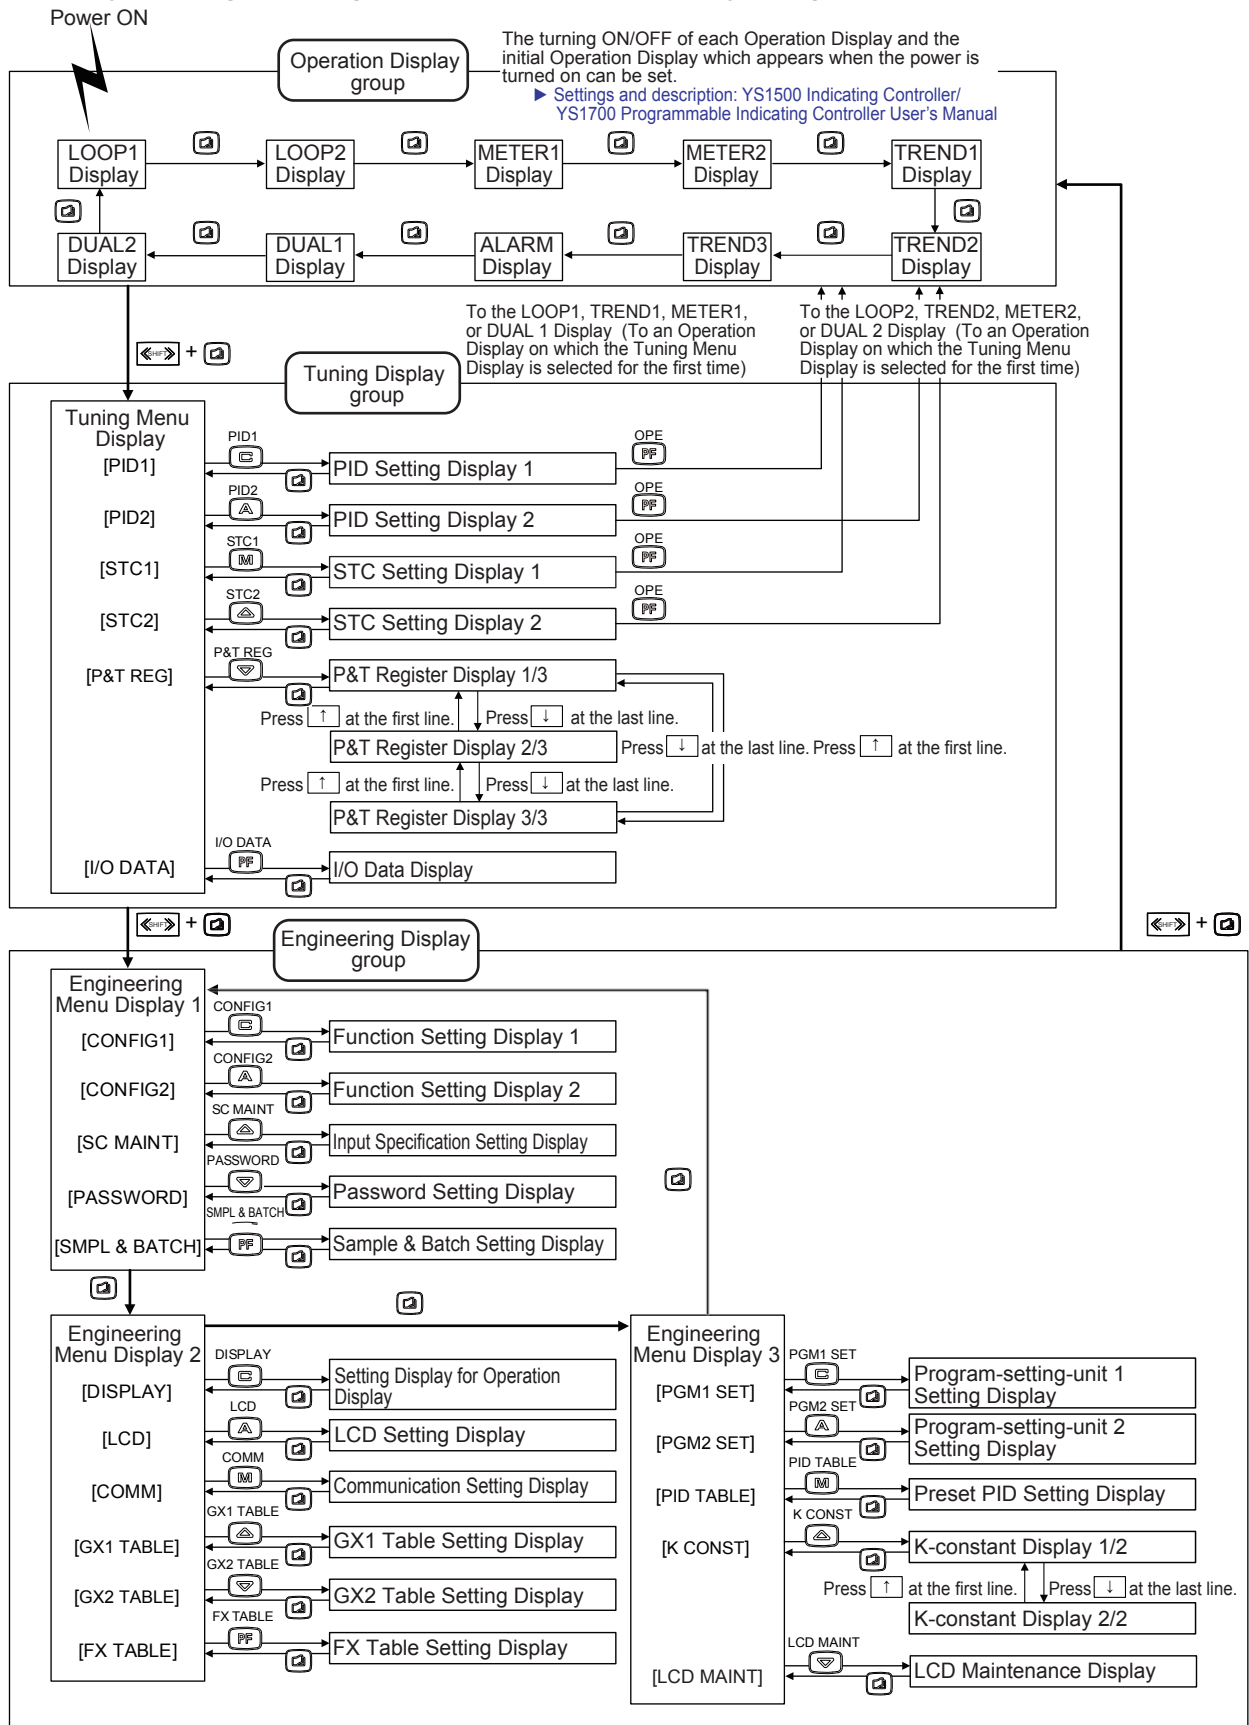 Power ON
The turning ON/OFF of each Operation Display and the
initial Operation Display which appears when the power is
turned on can be set.
▶ Settings and description: YS1500 Indicating Controller/
YS1700 Programmable Indicating Controller User's Manual
Operation Display
group
LOOP1
Display
LOOP2
Display
METER1
Display
METER2
Display
TREND1
Display
DUAL2
Display
DUAL1
Display
ALARM
Display
TREND3
Display
TREND2
Display
To the LOOP1, TREND1, METER1,
or DUAL 1 Display (To an Operation
Display on which the Tuning Menu
Display is selected for the first time)
To the LOOP2, TREND2, METER2,
or DUAL 2 Display (To an Operation
Display on which the Tuning Menu
Display is selected for the first time)
SHIFT +
Tuning Display
group
Tuning Menu
Display
[PID1]
PID1
C
PID Setting Display 1
OPE
PF
[PID2]
PID2
A
PID Setting Display 2
OPE
PF
[STC1]
STC1
M
STC Setting Display 1
OPE
PF
[STC2]
STC2
STC Setting Display 2
OPE
PF
[P&T REG]
P&T REG
P&T Register Display 1/3
Press ↑ at the first line.
Press ↓ at the last line.
P&T Register Display 2/3
Press ↓ at the last line. Press ↑ at the first line.
Press ↑ at the first line.
Press ↓ at the last line.
P&T Register Display 3/3
[I/O DATA]
I/O DATA
PF
I/O Data Display
SHIFT +
SHIFT +
Engineering Display
group
Engineering
Menu Display 1
[CONFIG1]
CONFIG1
C
Function Setting Display 1
[CONFIG2]
CONFIG2
A
Function Setting Display 2
[SC MAINT]
SC MAINT
Input Specification Setting Display
[PASSWORD]
PASSWORD
Password Setting Display
[SMPL & BATCH]
SMPL & BATCH
PF
Sample & Batch Setting Display
Engineering
Menu Display 2
[DISPLAY]
DISPLAY
C
Setting Display for Operation
Display
[LCD]
LCD
A
LCD Setting Display
[COMM]
COMM
M
Communication Setting Display
[GX1 TABLE]
GX1 TABLE
GX1 Table Setting Display
[GX2 TABLE]
GX2 TABLE
GX2 Table Setting Display
[FX TABLE]
FX TABLE
PF
FX Table Setting Display
Engineering
Menu Display 3
[PGM1 SET]
PGM1 SET
C
Program-setting-unit 1
Setting Display
[PGM2 SET]
PGM2 SET
A
Program-setting-unit 2
Setting Display
[PID TABLE]
PID TABLE
M
Preset PID Setting Display
[K CONST]
K CONST
K-constant Display 1/2
Press ↑ at the first line.
Press ↓ at the last line.
K-constant Display 2/2
[LCD MAINT]
LCD MAINT
LCD Maintenance Display